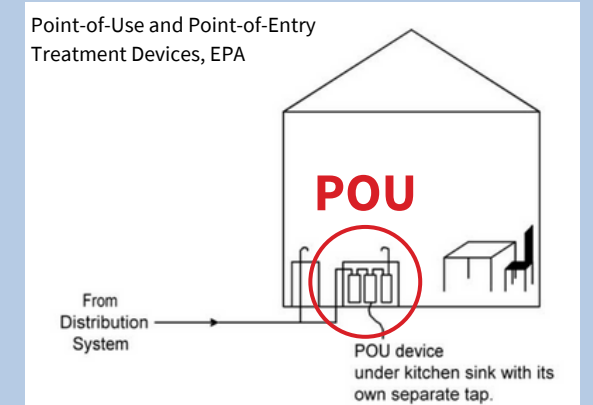 Point-of-Use and Point-of-Entry
Treatment Devices, EPA
POU
From
Distribution
System
POU device
under kitchen sink with its
own separate tap.